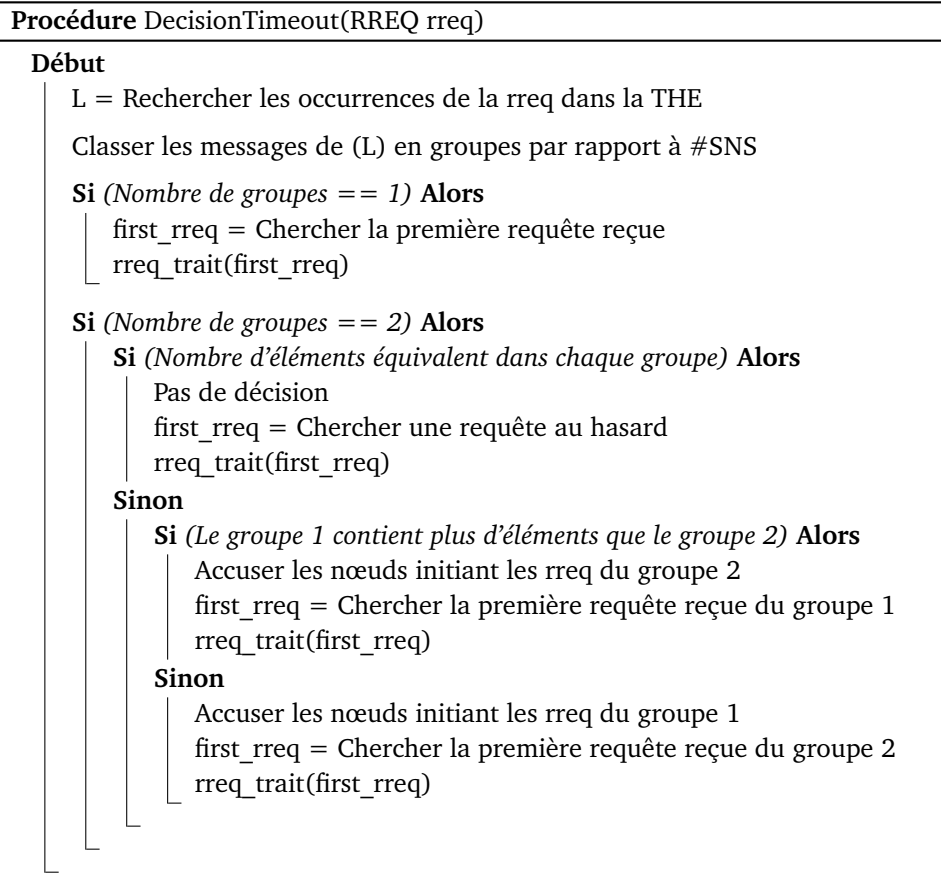 Procédure DecisionTimeout(RREQ rreq)
Début
L = Rechercher les occurrences de la rreq dans la THE
Classer les messages de (L) en groupes par rapport à #SNS
Si (Nombre de groupes == 1) Alors
first_rreq = Chercher la première requête reçue
rreq_trait(first_rreq)
Si (Nombre de groupes == 2) Alors
Si (Nombre d'éléments équivalent dans chaque groupe) Alors
Pas de décision
first_rreq = Chercher une requête au hasard
rreq_trait(first_rreq)
Sinon
Si (Le groupe 1 contient plus d'éléments que le groupe 2) Alors
Accuser les nœuds initiant les rreq du groupe 2
first_rreq = Chercher la première requête reçue du groupe 1
rreq_trait(first_rreq)
Sinon
Accuser les nœuds initiant les rreq du groupe 1
first_rreq = Chercher la première requête reçue du groupe 2
rreq_trait(first_rreq)